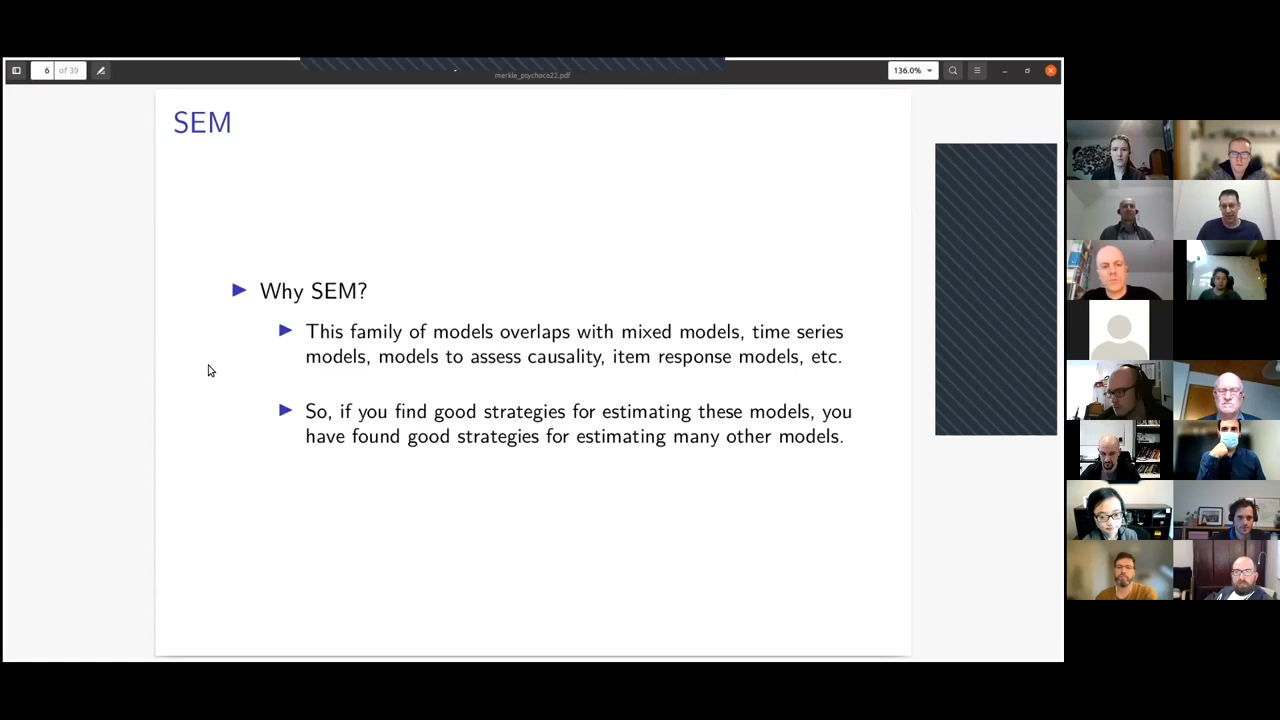 6 of 39
merkle_psychoco22.pdf
136.0%
SEM
Why SEM?
This family of models overlaps with mixed models, time series
models, models to assess causality, item response models, etc.
So, if you find good strategies for estimating these models, you
have found good strategies for estimating many other models.